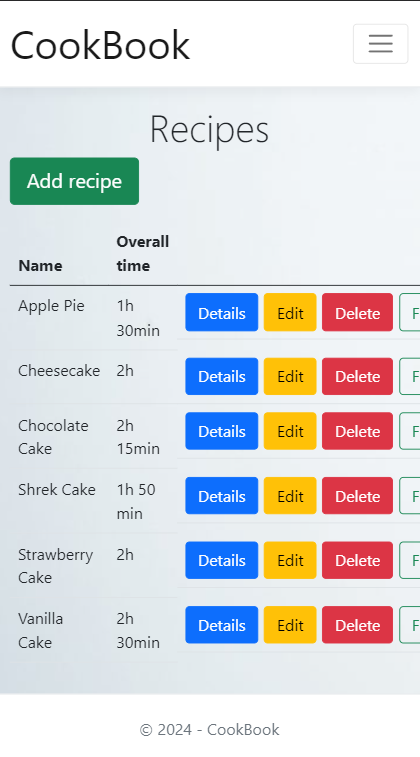 CookBook
Recipes
Add recipe
Name Overall time
Apple Pie 1h 30min Details Edit Delete
Cheesecake 2h Details Edit Delete
Chocolate Cake 2h 15min Details Edit Delete
Shrek Cake 1h 50 min Details Edit Delete
Strawberry Cake 2h Details Edit Delete
Vanilla Cake 2h 30min Details Edit Delete
© 2024 - CookBook